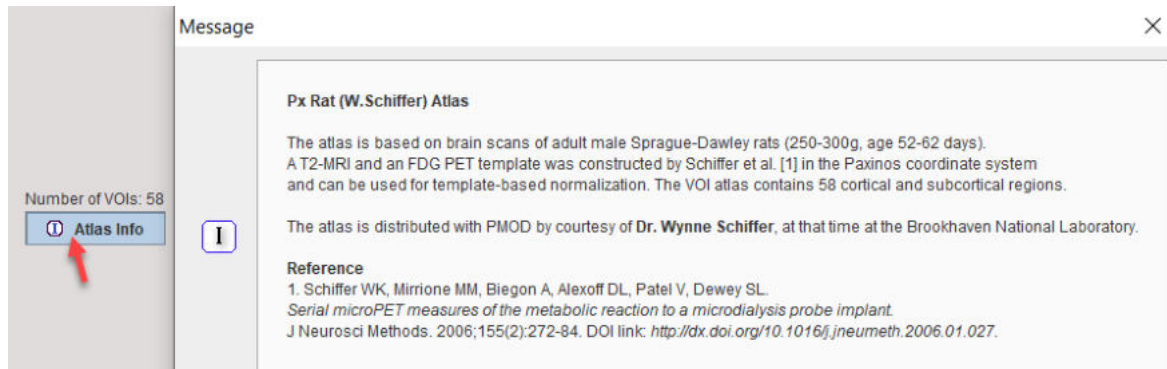 Message
Number of VOIs: 58
Atlas Info
Px Rat (W.Schiffer) Atlas
The atlas is based on brain scans of adult male Sprague-Dawley rats (250-300g, age 52-62 days).
A T2-MRI and an FDG PET template was constructed by Schiffer et al. [1] in the Paxinos coordinate system
and can be used for template-based normalization. The VOI atlas contains 58 cortical and subcortical regions.
The atlas is distributed with PMOD by courtesy of Dr. Wynne Schiffer, at that time at the Brookhaven National Laboratory.
Reference
1. Schiffer WK, Mirrione MM, Biegon A, Alexoff DL, Patel V, Dewey SL.
Serial microPET measures of the metabolic reaction to a microdialysis probe implant.
J Neurosci Methods. 2006;155(2):272-84. DOI link: http://dx.doi.org/10.1016/j.jneumeth.2006.01.027.